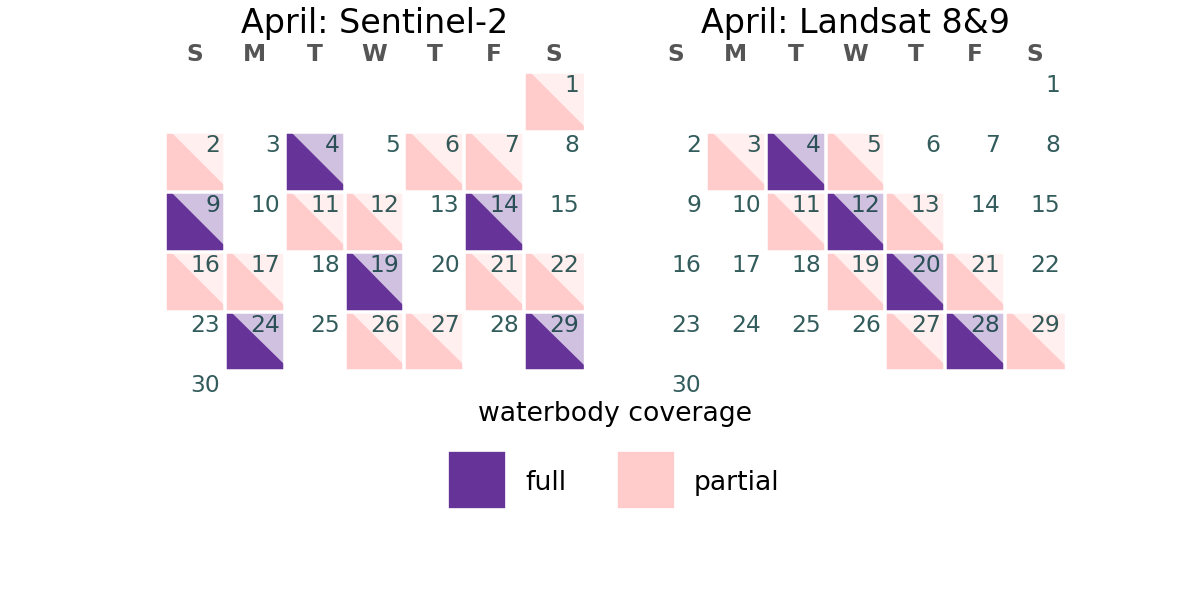 April: Sentinel-2
S M T W T F S
1
2 3 4 5 6 7 8
9 10 11 12 13 14 15
16 17 18 19 20 21 22
23 24 25 26 27 28 29
30
April: Landsat 8&9
S M T W T F S
1
2 3 4 5 6 7 8
9 10 11 12 13 14 15
16 17 18 19 20 21 22
23 24 25 26 27 28 29
30
waterbody coverage
full
partial